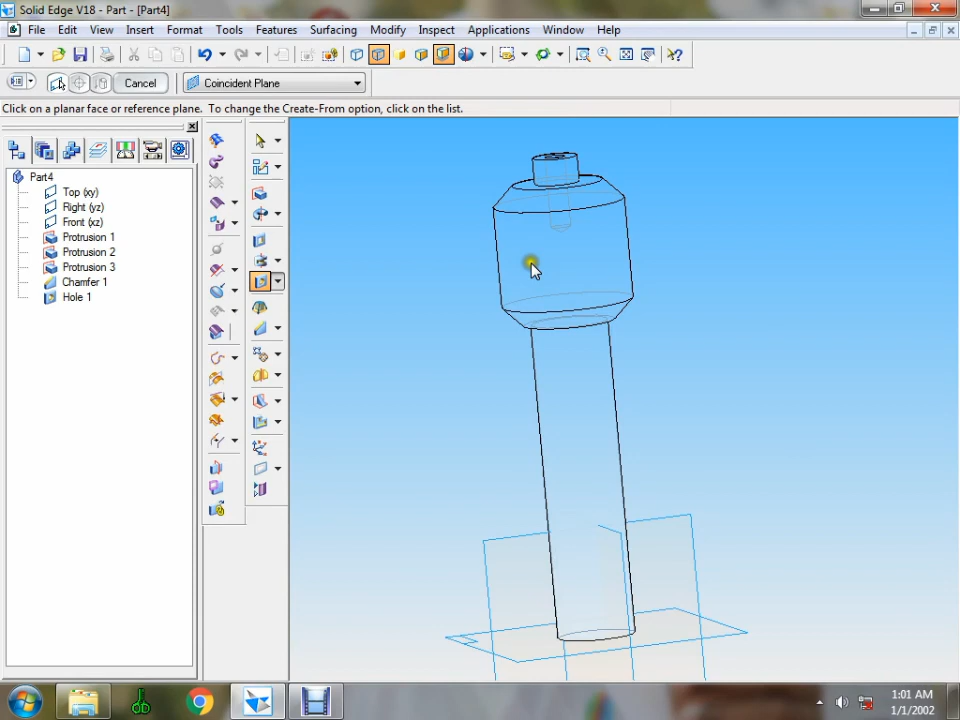 Solid Edge V18 - Part - [Part4]
File Edit View Insert Format Tools Features Surfacing Modify Inspect Applications Window Help
Cancel Coincident Plane
Click on a planar face or reference plane. To change the Create-From option, click on the list.
Part4
Top (xy)
Right (yz)
Front (xz)
Protrusion 1
Protrusion 2
Protrusion 3
Chamfer 1
Hole 1
1:01 AM
1/1/2002